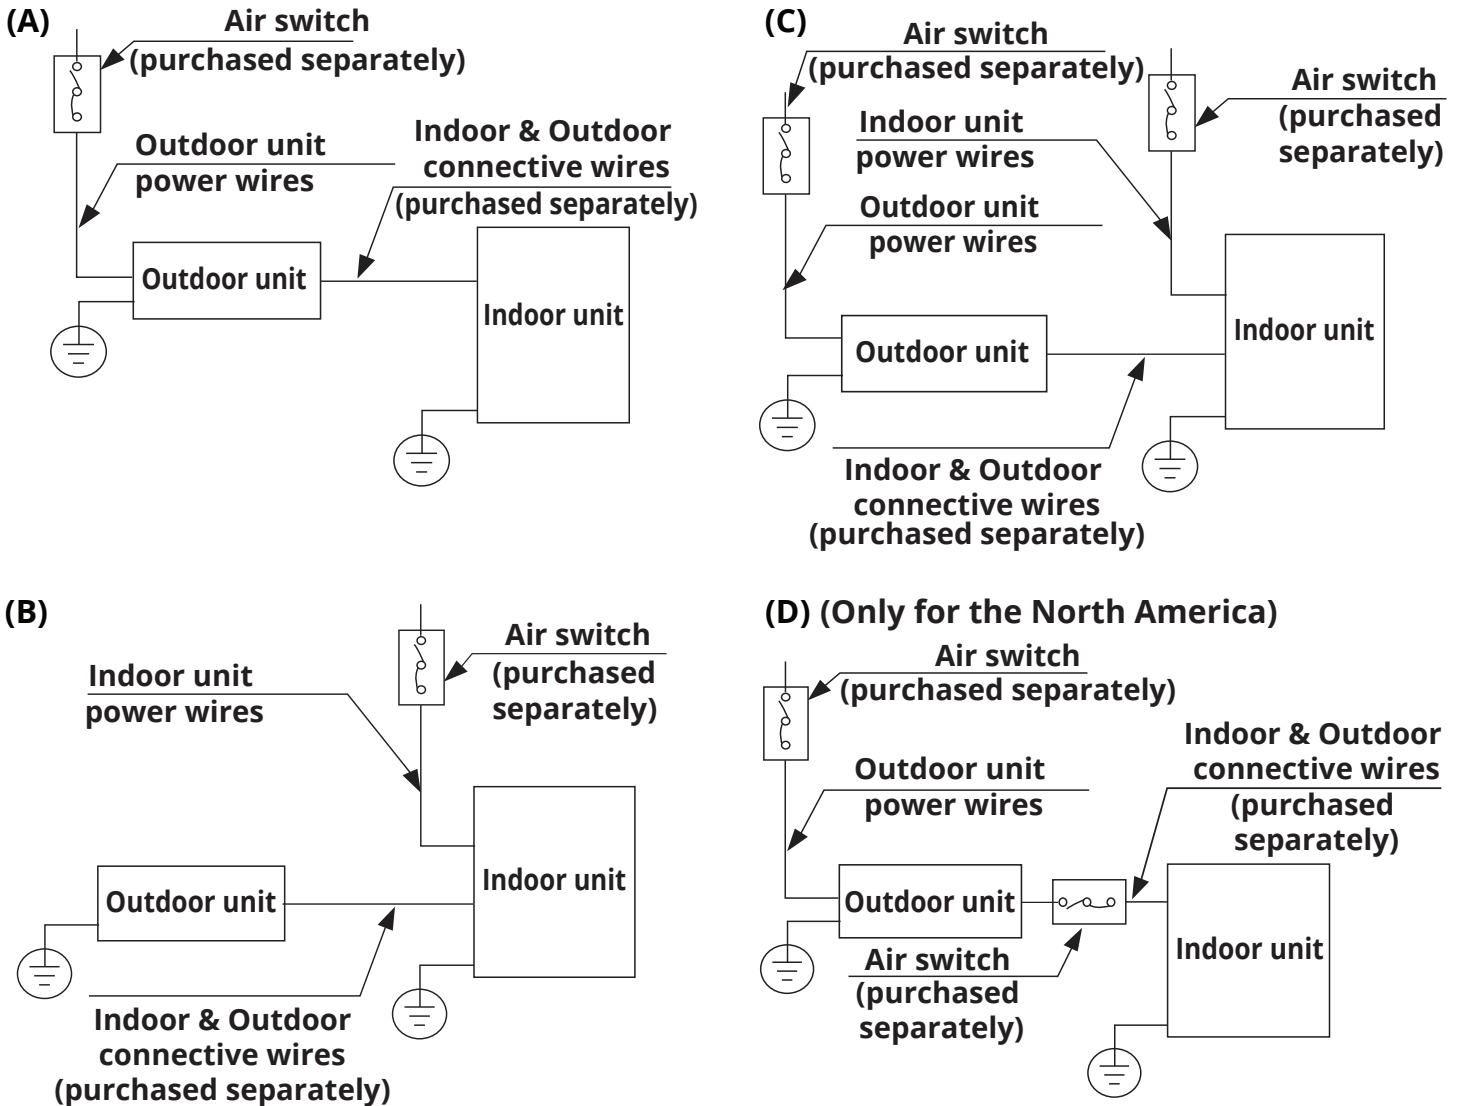 (A)
Air switch
(purchased separately)
Outdoor unit
power wires
Indoor & Outdoor
connective wires
(purchased separately)
Outdoor unit
Indoor unit
(C)
Air switch
(purchased separately)
Air switch
(purchased
separately)
Indoor unit
power wires
Outdoor unit
power wires
Outdoor unit
Indoor unit
Indoor & Outdoor
connective wires
(purchased separately)
(B)
Air switch
(purchased
separately)
Indoor unit
power wires
Outdoor unit
Indoor unit
Indoor & Outdoor
connective wires
(purchased separately)
(D) (Only for the North America)
Air switch
(purchased separately)
Indoor & Outdoor
connective wires
(purchased
separately)
Outdoor unit
power wires
Outdoor unit
Indoor unit
Air switch
(purchased
separately)